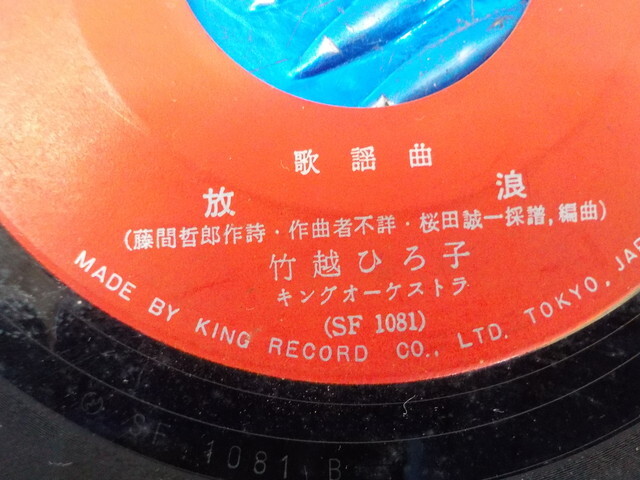 歌謡曲
放浪
(藤間哲郎作詩・作曲者不詳・桜田誠一採譜,編曲)
竹越ひろ子
キングオーケストラ
(SF 1081)
MADE BY KING RECORD CO., LTD. TOKYO, JAP
SF 1081 B